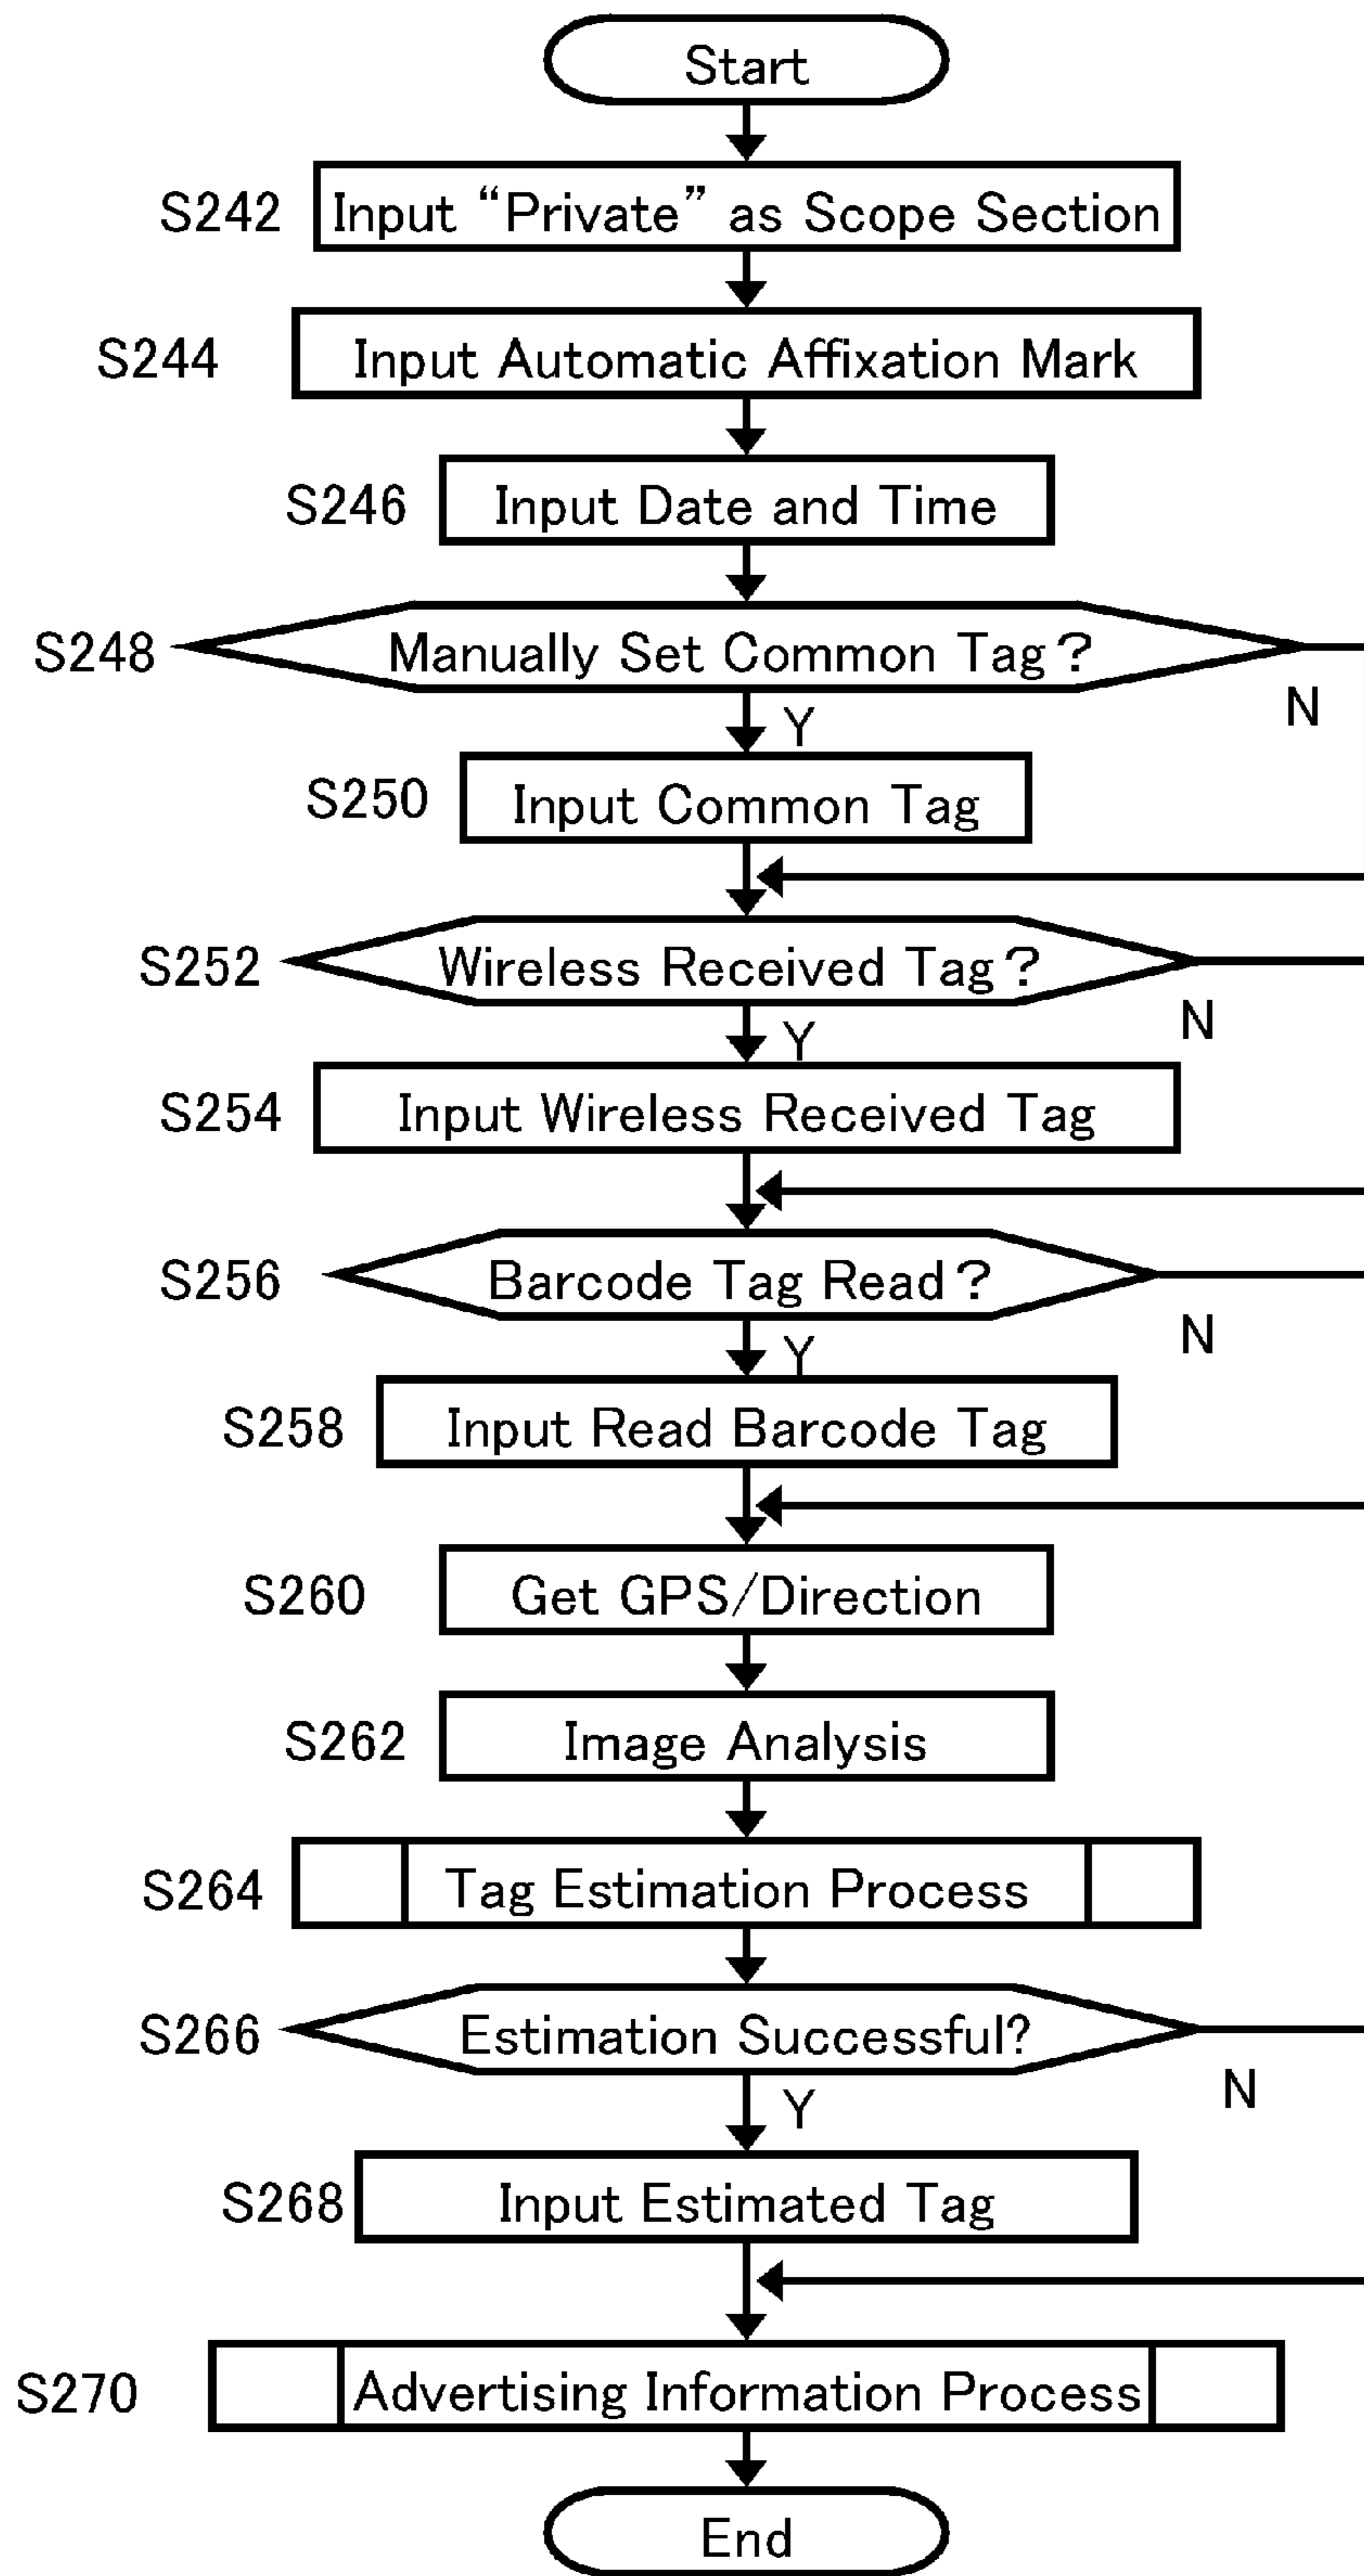 Start
S242 Input “Private” as Scope Section
S244 Input Automatic Affixation Mark
S246 Input Date and Time
S248 Manually Set Common Tag?
N
Y
S250 Input Common Tag
S252 Wireless Received Tag?
N
Y
S254 Input Wireless Received Tag
S256 Barcode Tag Read?
N
Y
S258 Input Read Barcode Tag
S260 Get GPS/Direction
S262 Image Analysis
S264 Tag Estimation Process
S266 Estimation Successful?
N
Y
S268 Input Estimated Tag
S270 Advertising Information Process
End